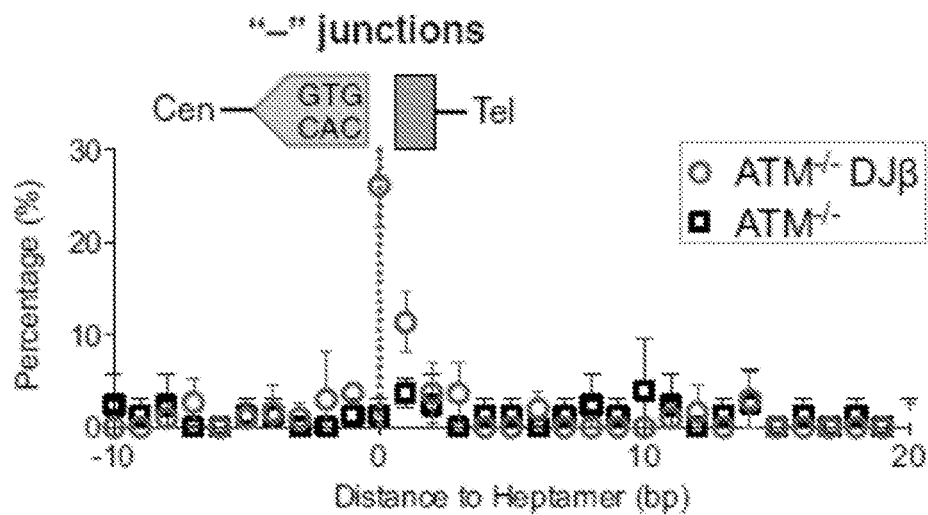 “–” junctions
Cen
GTG
CAC
Tel
30
20
10
0
Percentage (%)
ATM-/- DJβ
ATM-/-
-10
0
10
20
Distance to Heptamer (bp)